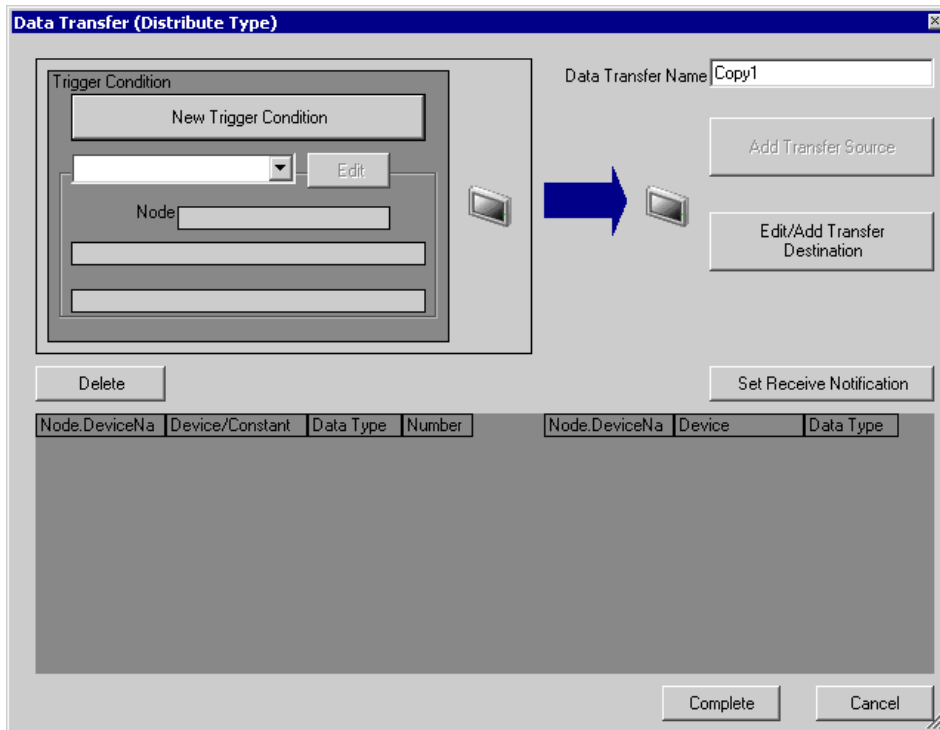 Data Transfer (Distribute Type)
Trigger Condition
New Trigger Condition
Edit
Node
Data Transfer Name Copy1
Add Transfer Source
Edit/Add Transfer
Destination
Delete
Set Receive Notification
Node.DeviceNa Device/Constant Data Type Number Node.DeviceNa Device Data Type
Complete Cancel